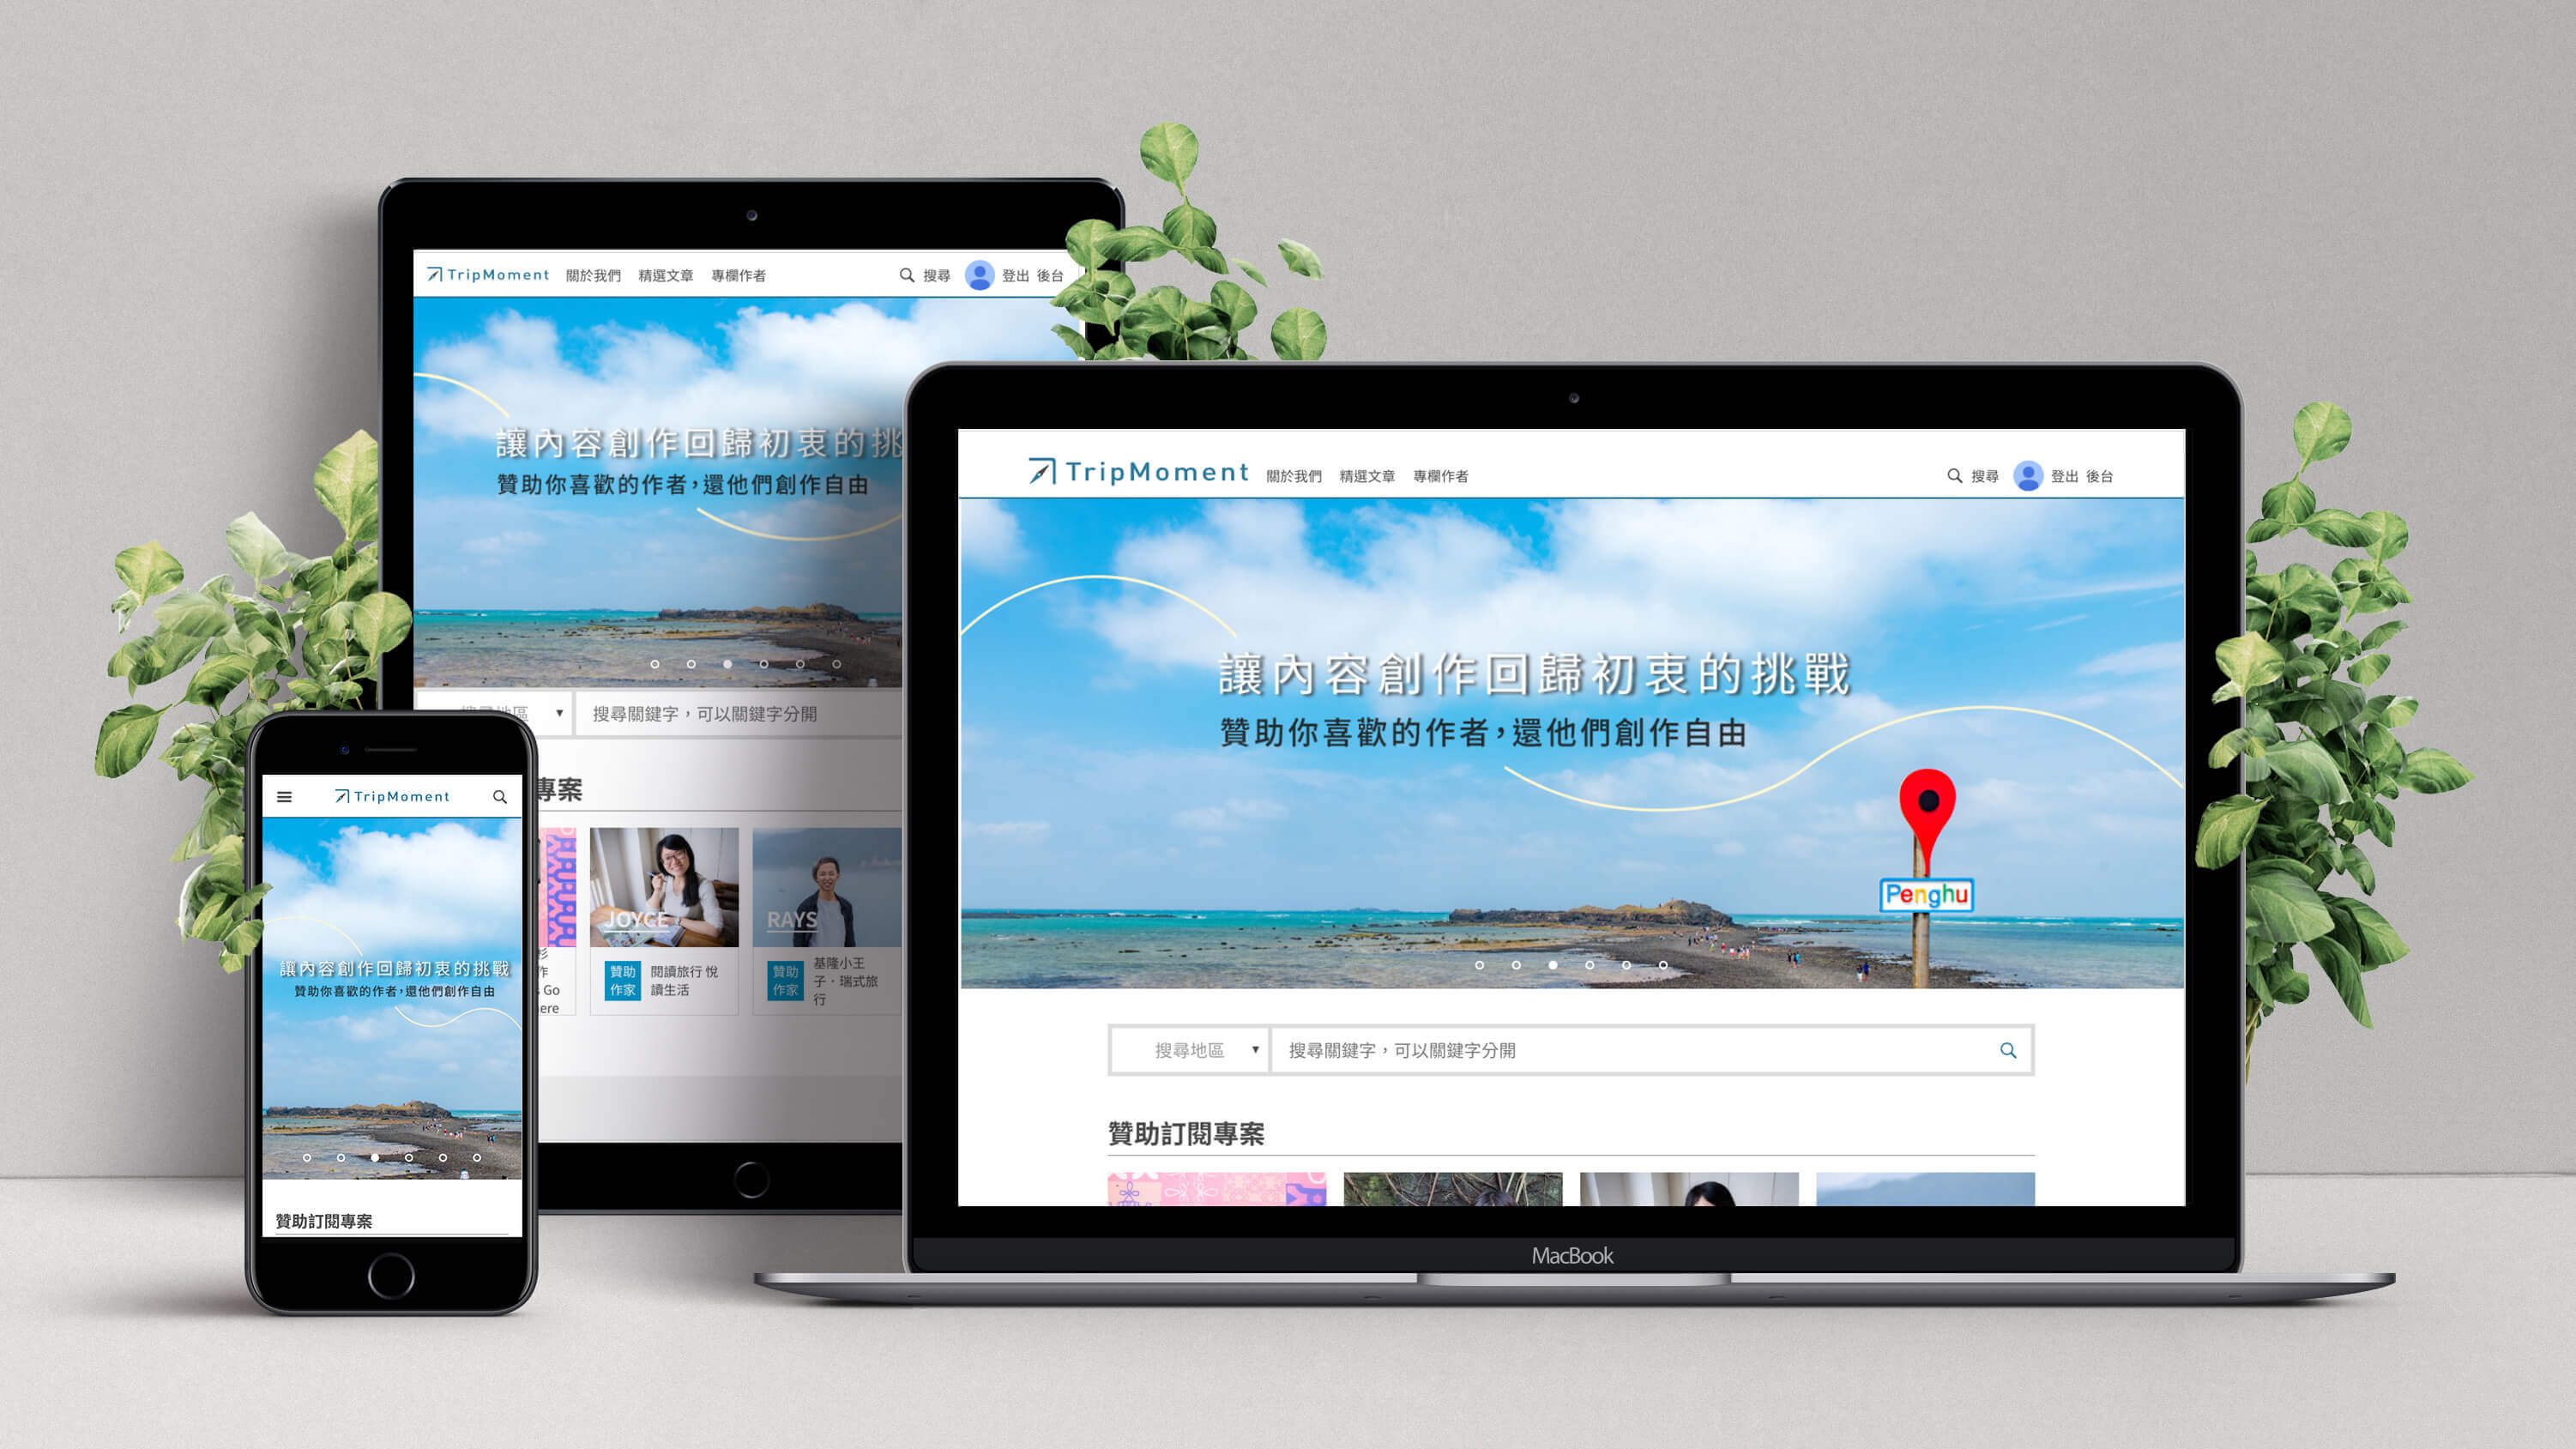 TripMoment 關於我們 精選文章 專欄作者 搜尋 登出 後台
讓內容創作回歸初衷的挑
贊助你喜歡的作者，還他們創作自由
搜尋地區 ▼ 搜尋關鍵字，可以關鍵字分開
專案
JOYCE
RAYS
贊助作家
閱讀旅行 悅
讀生活
贊助作家
基隆小王
子．瑞式旅
行
作
Go
ere
TripMoment
讓內容創作回歸初衷的挑戰
贊助你喜歡的作者，還他們創作自由
贊助訂閱專案
TripMoment 關於我們 精選文章 專欄作者 搜尋 登出 後台
讓內容創作回歸初衷的挑戰
贊助你喜歡的作者，還他們創作自由
Penghu
搜尋地區 ▼ 搜尋關鍵字，可以關鍵字分開
贊助訂閱專案
MacBook